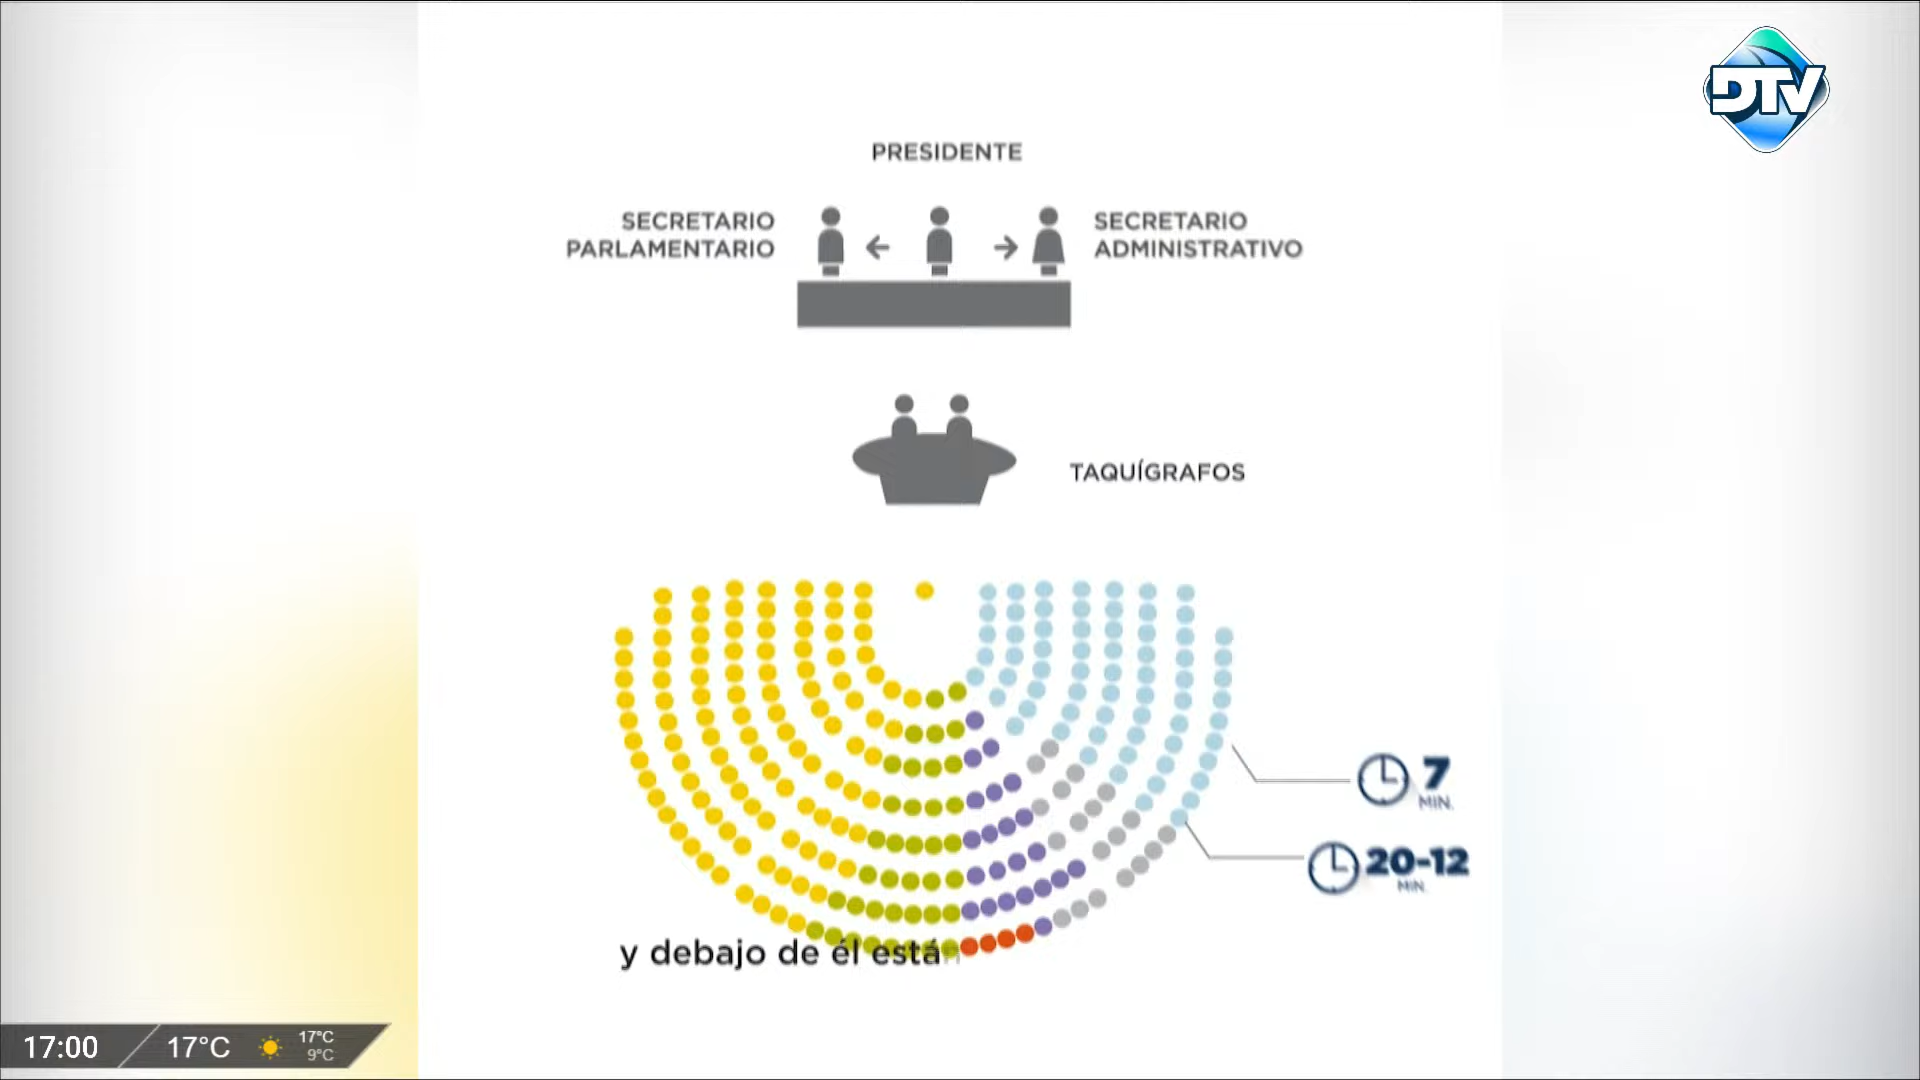 DTV
PRESIDENTE
SECRETARIO
PARLAMENTARIO
SECRETARIO
ADMINISTRATIVO
TAQUÍGRAFOS
7
MIN.
20-12
MIN.
y debajo de él están
17:00
17°C
17°C
9°C